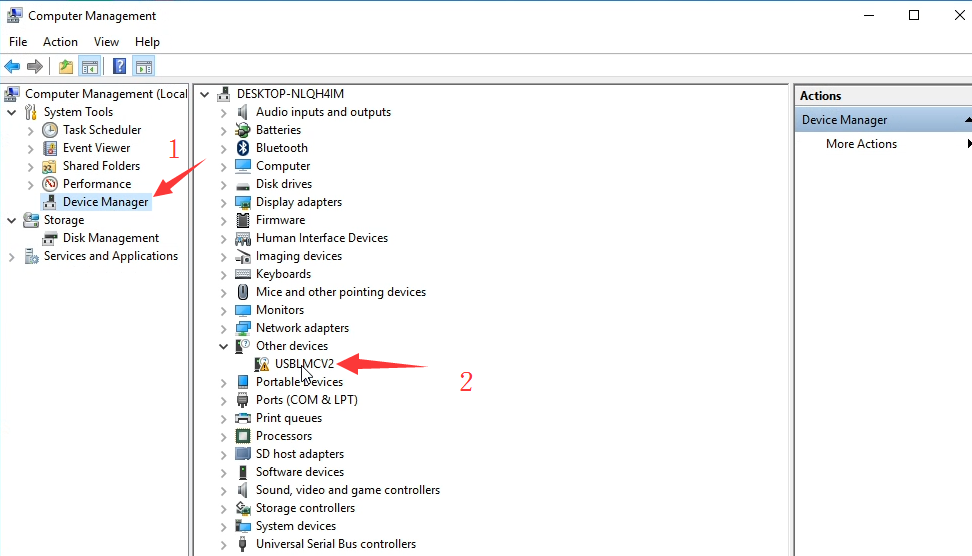 Computer Management
File Action View Help
Computer Management (Local
System Tools
Task Scheduler
Event Viewer
Shared Folders
Performance
Device Manager
Storage
Disk Management
Services and Applications
1
DESKTOP-NLQH4IM
Audio inputs and outputs
Batteries
Bluetooth
Computer
Disk drives
Display adapters
Firmware
Human Interface Devices
Imaging devices
Keyboards
Mice and other pointing devices
Monitors
Network adapters
Other devices
USBLMCV2
2
Portable Devices
Ports (COM & LPT)
Print queues
Processors
SD host adapters
Software devices
Sound, video and game controllers
Storage controllers
System devices
Universal Serial Bus controllers
Actions
Device Manager
More Actions